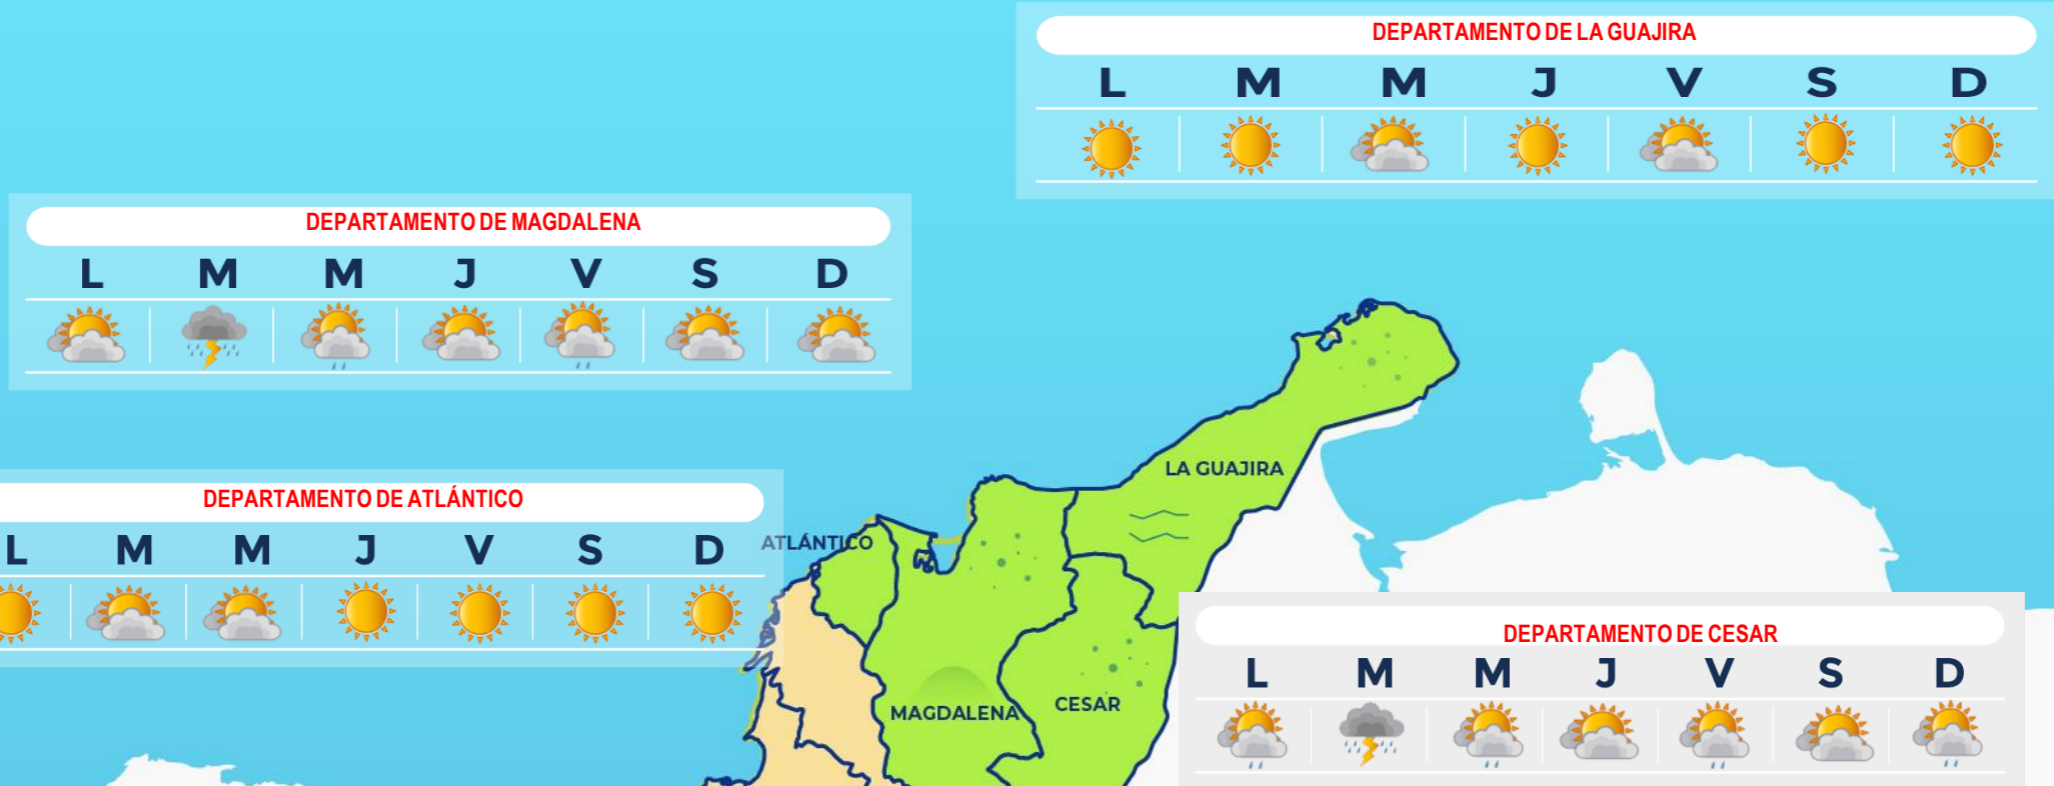 DEPARTAMENTO DE LA GUAJIRA
L M M J V S D
DEPARTAMENTO DE MAGDALENA
L M M J V S D
DEPARTAMENTO DE ATLÁNTICO
L M M J V S D
LA GUAJIRA
ATLÁNTICO
MAGDALENA
CESAR
DEPARTAMENTO DE CESAR
L M M J V S D